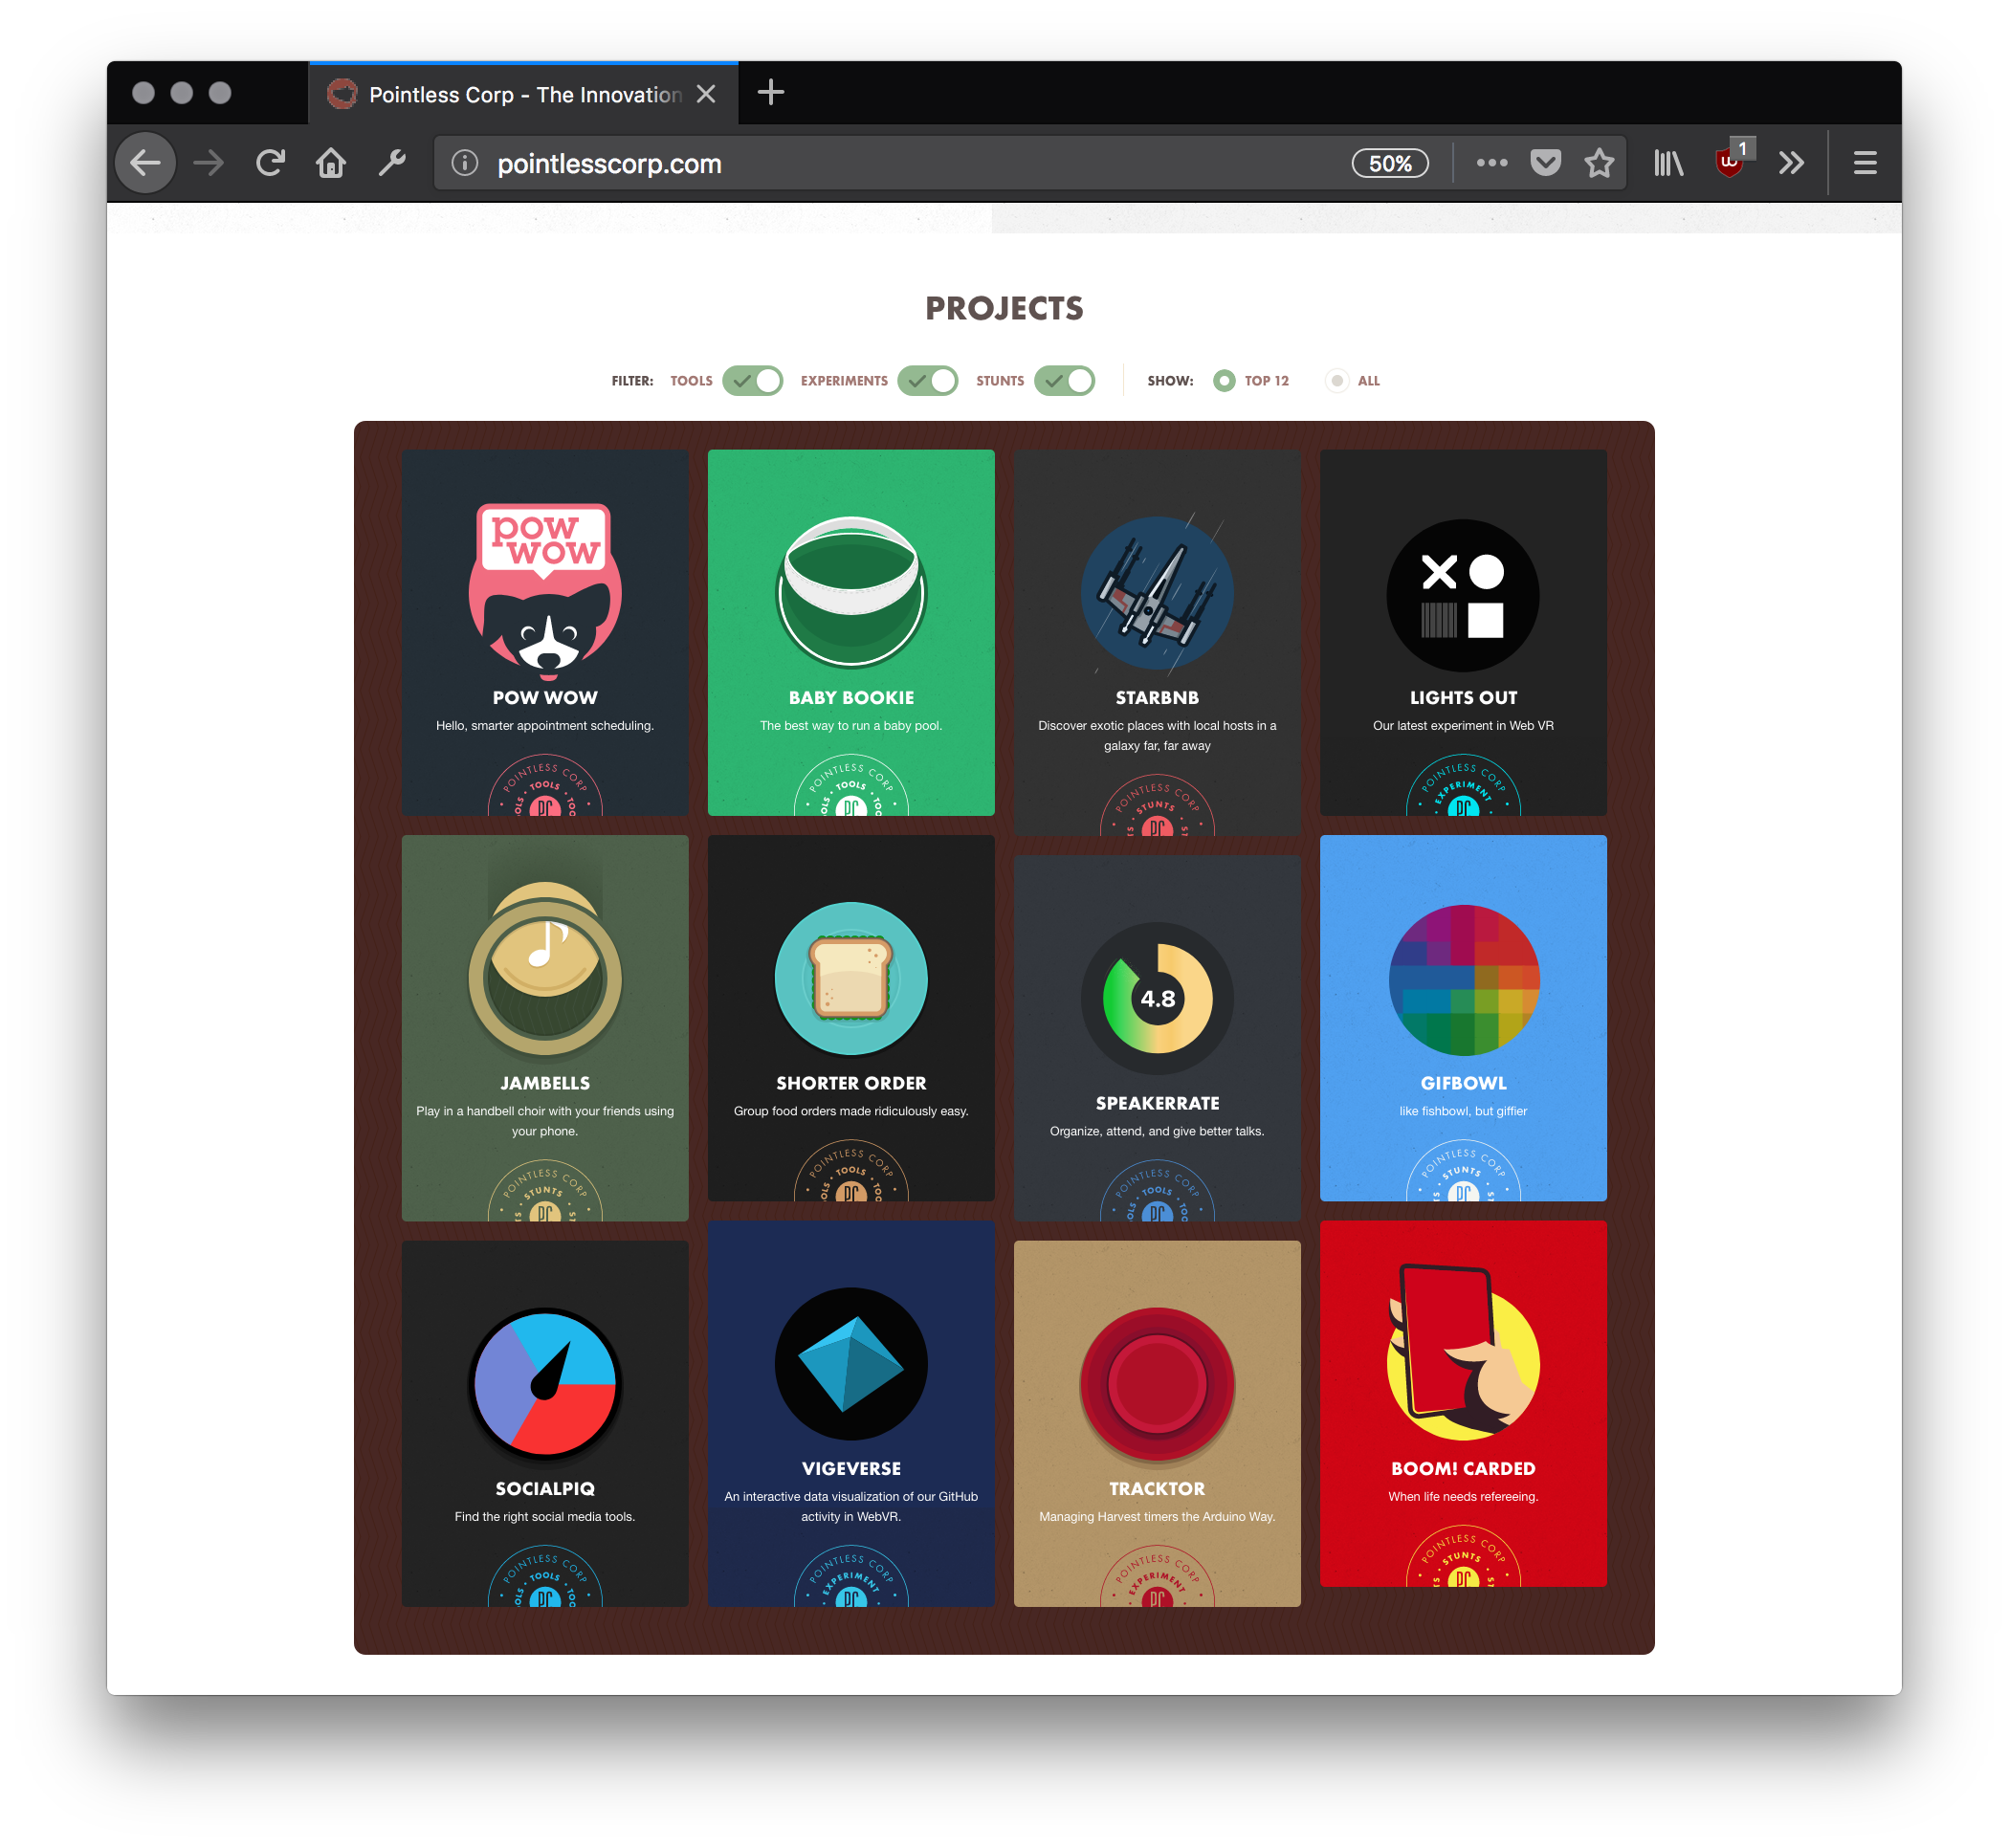 Pointless Corp - The Innovation
pointlesscorp.com
50%
1
PROJECTS
FILTER: TOOLS EXPERIMENTS STUNTS SHOW: TOP 12 ALL
pow
wow
POW WOW
Hello, smarter appointment scheduling.
POINTLESS CORP
TOOLS
PC
BABY BOOKIE
The best way to run a baby pool.
POINTLESS CORP
TOOLS
PC
STARBNB
Discover exotic places with local hosts in a
galaxy far, far away
POINTLESS CORP
STUNTS
PC
LIGHTS OUT
Our latest experiment in Web VR
POINTLESS CORP
EXPERIMENT
PC
JAMBELLS
Play in a handbell choir with your friends using
your phone.
POINTLESS CORP
STUNTS
PC
SHORTER ORDER
Group food orders made ridiculously easy.
POINTLESS CORP
TOOLS
PC
4.8
SPEAKERRATE
Organize, attend, and give better talks.
POINTLESS CORP
TOOLS
PC
GIFBOWL
like fishbowl, but giffier
POINTLESS CORP
STUNTS
PC
SOCIALPIQ
Find the right social media tools.
POINTLESS CORP
TOOLS
PC
VIGEVERSE
An interactive data visualization of our GitHub
activity in WebVR.
POINTLESS CORP
EXPERIMENT
PC
TRACKTOR
Managing Harvest timers the Arduino Way.
POINTLESS CORP
EXPERIMENT
PC
BOOM! CARDED
When life needs refereeing.
POINTLESS CORP
STUNTS
PC